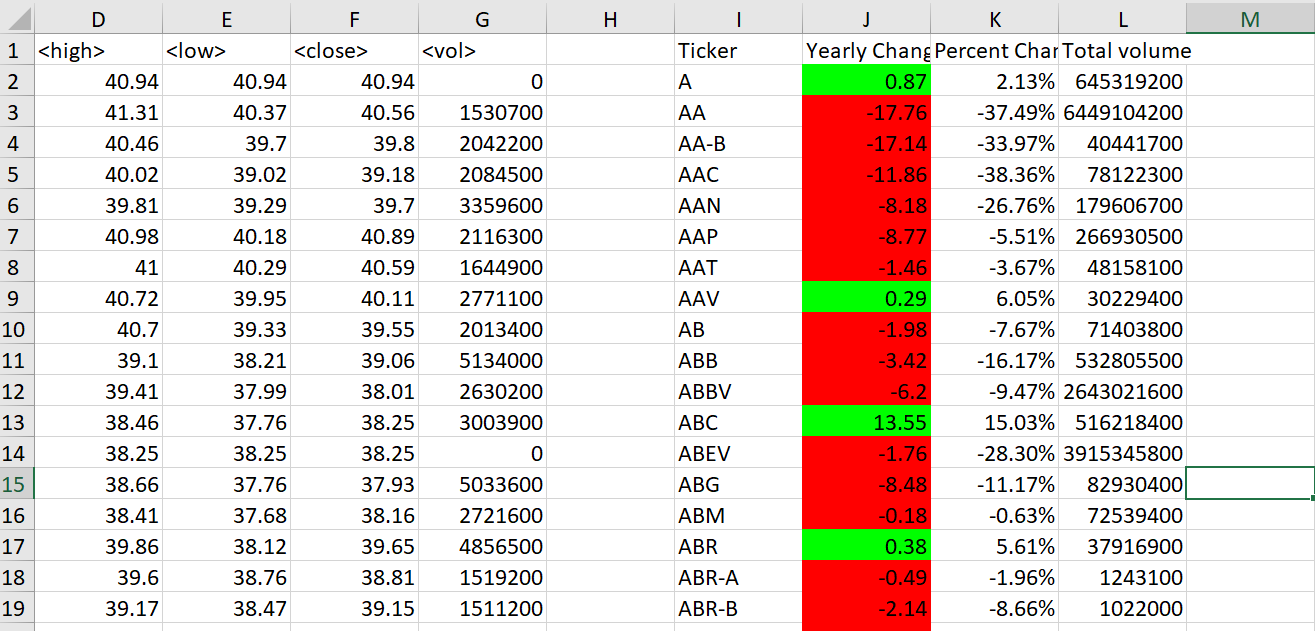 D E F G H I J K L M
1 <high> <low> <close> <vol> Ticker Yearly Chang Percent Char Total volume
2 40.94 40.94 40.94 0 A 0.87 2.13% 645319200
3 41.31 40.37 40.56 1530700 AA -17.76 -37.49% 6449104200
4 40.46 39.7 39.8 2042200 AA-B -17.14 -33.97% 40441700
5 40.02 39.02 39.18 2084500 AAC -11.86 -38.36% 78122300
6 39.81 39.29 39.7 3359600 AAN -8.18 -26.76% 179606700
7 40.98 40.18 40.89 2116300 AAP -8.77 -5.51% 266930500
8 41 40.29 40.59 1644900 AAT -1.46 -3.67% 48158100
9 40.72 39.95 40.11 2771100 AAV 0.29 6.05% 30229400
10 40.7 39.33 39.55 2013400 AB -1.98 -7.67% 71403800
11 39.1 38.21 39.06 5134000 ABB -3.42 -16.17% 532805500
12 39.41 37.99 38.01 2630200 ABBV -6.2 -9.47% 2643021600
13 38.46 37.76 38.25 3003900 ABC 13.55 15.03% 516218400
14 38.25 38.25 38.25 0 ABEV -1.76 -28.30% 3915345800
15 38.66 37.76 37.93 5033600 ABG -8.48 -11.17% 82930400
16 38.41 37.68 38.16 2721600 ABM -0.18 -0.63% 72539400
17 39.86 38.12 39.65 4856500 ABR 0.38 5.61% 37916900
18 39.6 38.76 38.81 1519200 ABR-A -0.49 -1.96% 1243100
19 39.17 38.47 39.15 1511200 ABR-B -2.14 -8.66% 1022000